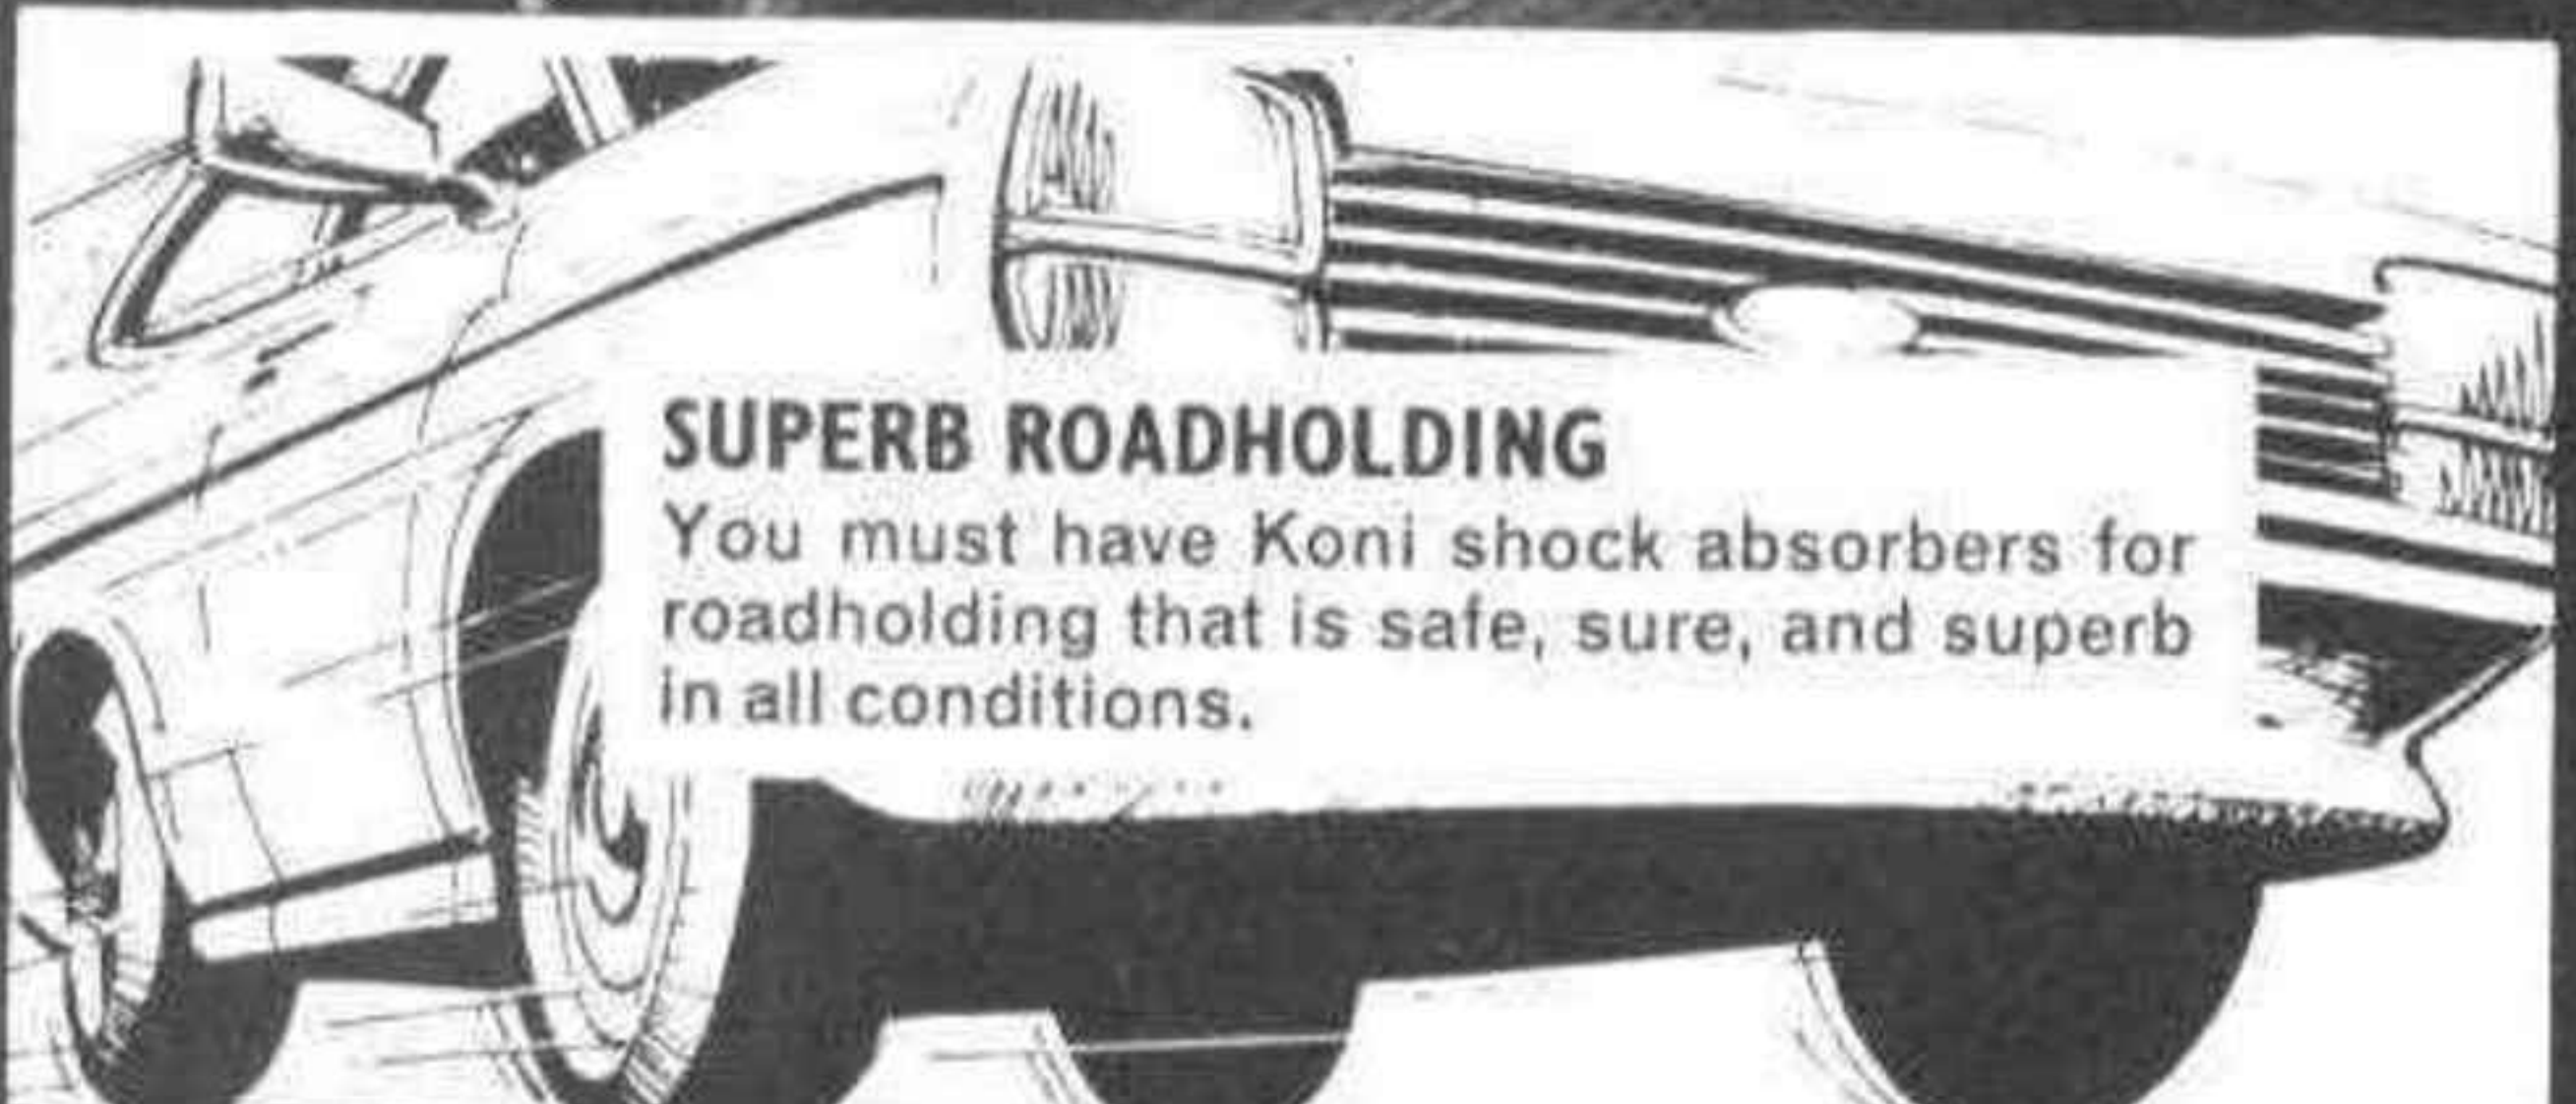 SUPERB ROADHOLDING
You must have Koni shock absorbers for
roadholding that is safe, sure, and superb
in all conditions.